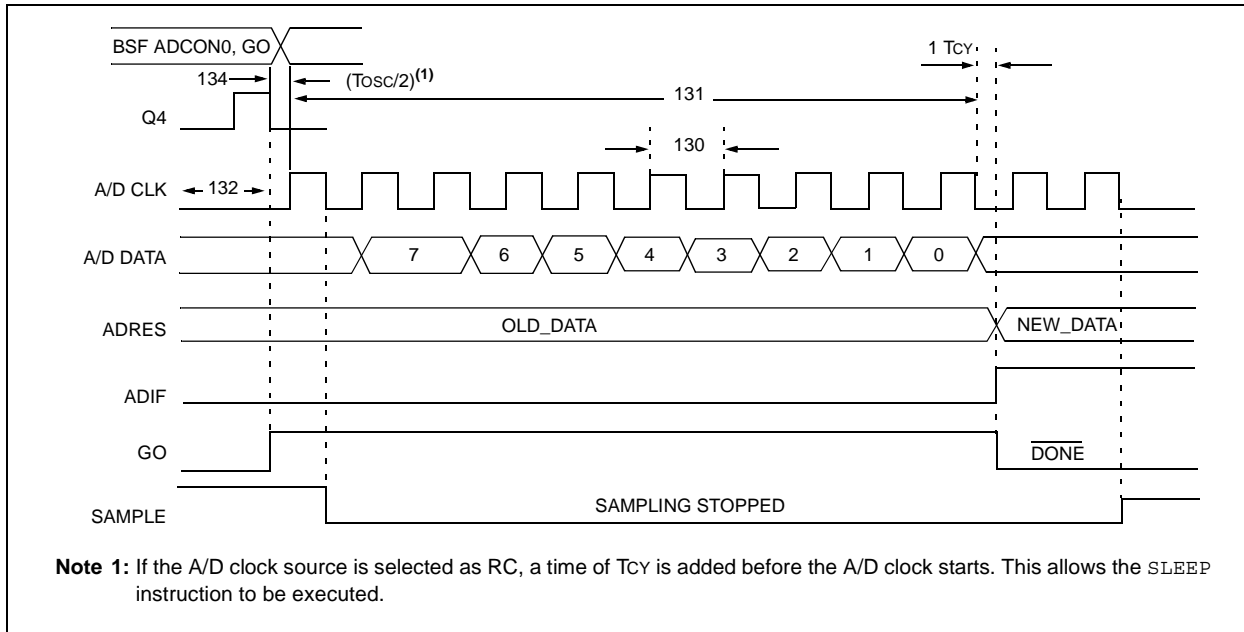 BSF ADCON0, GO
1 TCY
134
(TOSC/2)(1)
131
Q4
130
A/D CLK
132
A/D DATA
7
6
5
4
3
2
1
0
ADRES
OLD_DATA
NEW_DATA
ADIF
GO
DONE
SAMPLE
SAMPLING STOPPED
Note 1: If the A/D clock source is selected as RC, a time of TCY is added before the A/D clock starts. This allows the SLEEP
instruction to be executed.